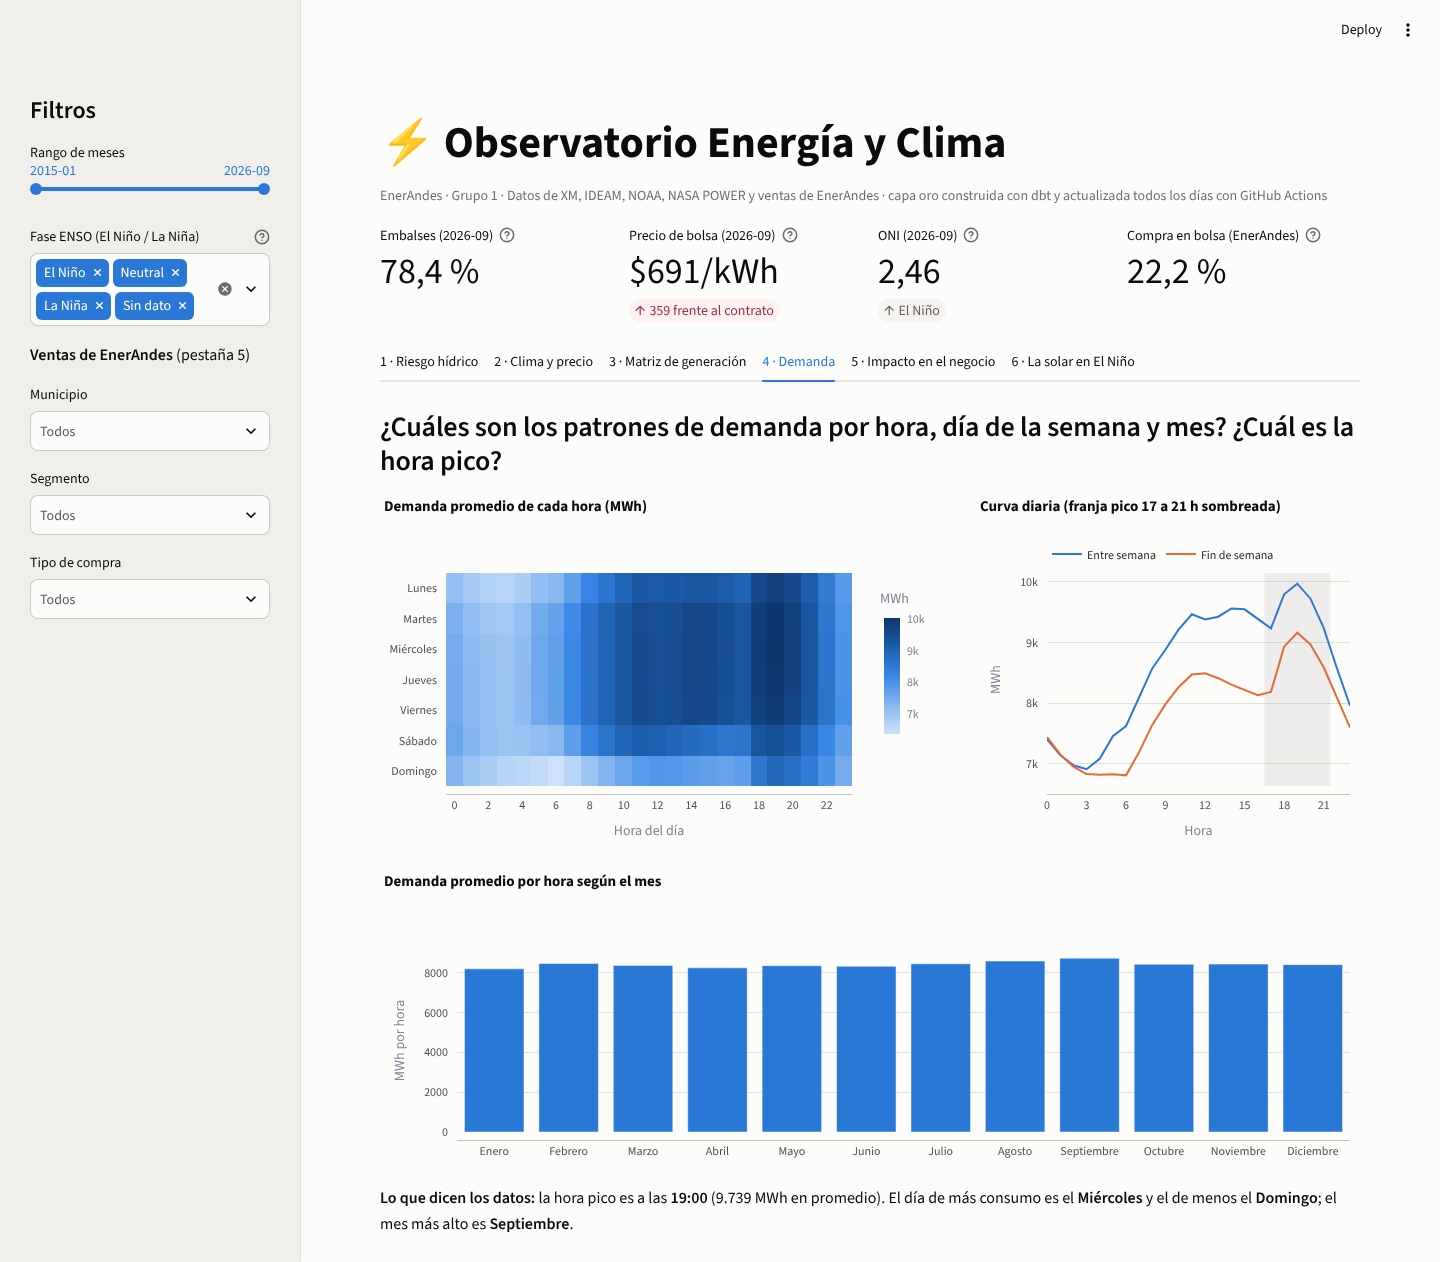 Deploy
Filtros
Rango de meses
2015-01 2026-09
Fase ENSO (El Niño / La Niña)
El Niño Neutral
La Niña Sin dato
Ventas de EnerAndes (pestaña 5)
Municipio
Todos
Segmento
Todos
Tipo de compra
Todos
⚡ Observatorio Energía y Clima
EnerAndes · Grupo 1 · Datos de XM, IDEAM, NOAA, NASA POWER y ventas de EnerAndes · capa oro construida con dbt y actualizada todos los días con GitHub Actions
Embalses (2026-09) Precio de bolsa (2026-09) ONI (2026-09) Compra en bolsa (EnerAndes)
78,4 % $691/kWh 2,46 22,2 %
↑ 359 frente al contrato ↑ El Niño
1 · Riesgo hídrico 2 · Clima y precio 3 · Matriz de generación 4 · Demanda 5 · Impacto en el negocio 6 · La solar en El Niño
¿Cuáles son los patrones de demanda por hora, día de la semana y mes? ¿Cuál es la
hora pico?
Demanda promedio de cada hora (MWh)
Lunes
Martes
Miércoles
Jueves
Viernes
Sábado
Domingo
0 2 4 6 8 10 12 14 16 18 20 22
Hora del día
MWh
10k
9k
8k
7k
Curva diaria (franja pico 17 a 21 h sombreada)
Entre semana Fin de semana
10k
9k
8k
7k
MWh
0 3 6 9 12 15 18 21
Hora
Demanda promedio por hora según el mes
8000
6000
4000
2000
0
MWh por hora
Enero Febrero Marzo Abril Mayo Junio Julio Agosto Septiembre Octubre Noviembre Diciembre
Lo que dicen los datos: la hora pico es a las 19:00 (9.739 MWh en promedio). El día de más consumo es el Miércoles y el de menos el Domingo; el
mes más alto es Septiembre.